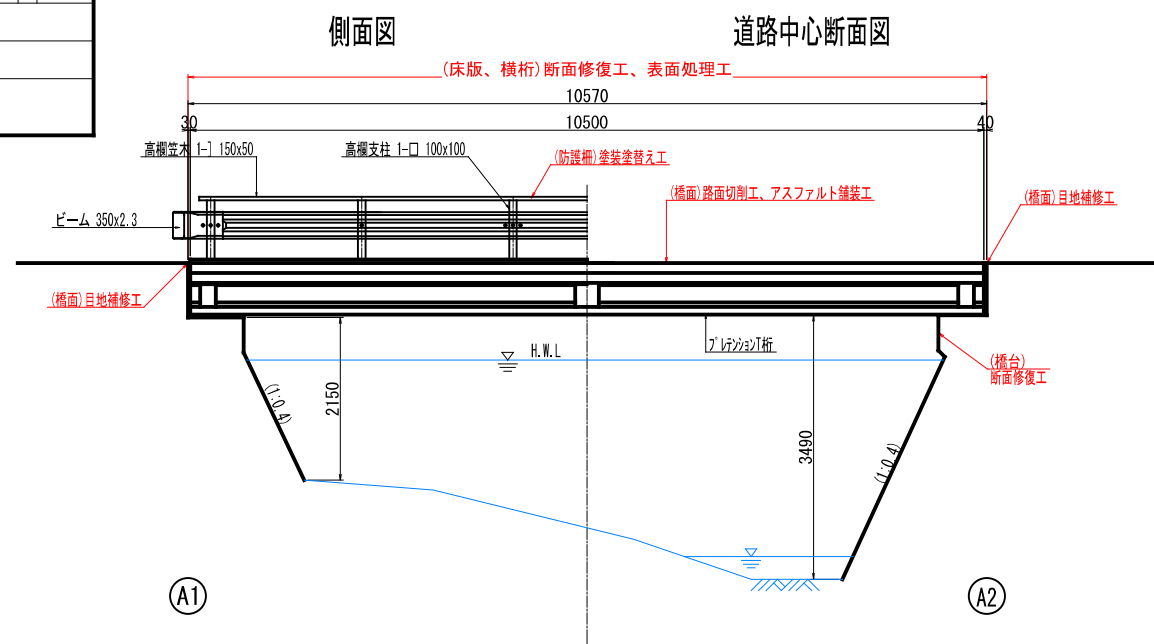 側面図
道路中心断面図
(床版、横桁)断面修復工、表面処理工
10570
30
10500
40
高欄笠木 1-] 150x50
高欄支柱 1-口 100x100
(防護柵)塗装塗替え工
(橋面)路面切削工、アスファルト舗装工
(橋面)目地補修工
ビーム 350x2.3
(橋面)目地補修工
プレテンションT桁
H.W.L
(橋台)
断面修復工
(1:0.4)
2150
3490
(1:0.4)
A1
A2